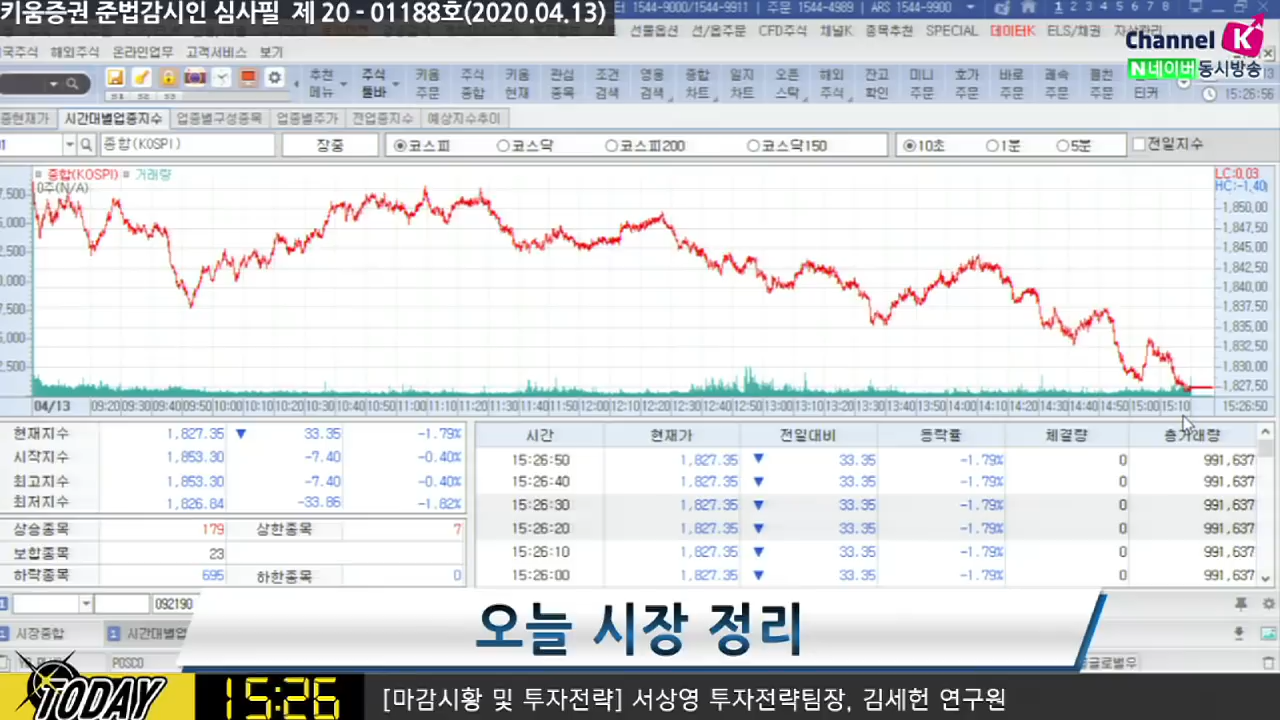 키움증권 준법감시인 심사필 제 20 - 01188호(2020.04.13)
1544-9000/1544-9911 | 주문 1544-4989 | ARS 1544-9900
1 2 3 4 5 6 7 8
선물옵션 선/옵주문 CFD주식 채널K 종목추천 SPECIAL 데이터K ELS/채권 자산관리
Channel K
N 네이버 동시방송
국주식 해외주식 온라인업무 고객서비스 보기
S1 S2 S3
추천 메뉴 주식 툴바 키움 주문 주식 종합 키움 현재 관심 종목 조건 검색 영웅 검색 종합 차트 일지 차트 오픈 스탁 해외 주식 잔고 확인 미니 주문 호가 주문 바로 주문 쾌속 주문 주문 티커
15:26:56
종현재가 시간대별업종지수 업종별구성종목 업종별주가 전업종지수 예상지수추이
종합(KOSPI) 장중 코스피 코스닥 코스피200 코스닥150 10초 1분 5분 전일지수
종합(KOSPI) 거래량
0주(N/A)
LC:0.03
HC:-1.40
1,850.00
1,847.50
1,845.00
1,842.50
1,840.00
1,837.50
1,835.00
1,832.50
1,830.00
1,827.50
04/13 09:20 09:30 09:40 09:50 10:00 10:10 10:20 10:30 10:40 10:50 11:00 11:10 11:20 11:30 11:40 11:50 12:00 12:10 12:20 12:30 12:40 12:50 13:00 13:10 13:20 13:30 13:40 13:50 14:00 14:10 14:20 14:30 14:40 14:50 15:00 15:10 15:26:50
현재지수 1,827.35 ▼ 33.35 -1.79%
시작지수 1,853.30 -7.40 -0.40%
최고지수 1,853.30 -7.40 -0.40%
최저지수 1,826.84 -33.86 -1.82%
상승종목 179 상한종목 7
보합종목 23
하락종목 695 하한종목 0
시간 현재가 전일대비 등락률 체결량 총거래량
15:26:50 1,827.35 ▼ 33.35 -1.79% 0 991,637
15:26:40 1,827.35 ▼ 33.35 -1.79% 0 991,637
15:26:30 1,827.35 ▼ 33.35 -1.79% 0 991,637
15:26:20 1,827.35 ▼ 33.35 -1.79% 0 991,637
15:26:10 1,827.35 ▼ 33.35 -1.79% 0 991,637
15:26:00 1,827.35 ▼ 33.35 -1.79% 0 991,637
092190
1 시장종합 1 시간대별업
POSCO
글로벌우
오늘 시장 정리
TODAY
15:26
[마감시황 및 투자전략] 서상영 투자전략팀장, 김세헌 연구원